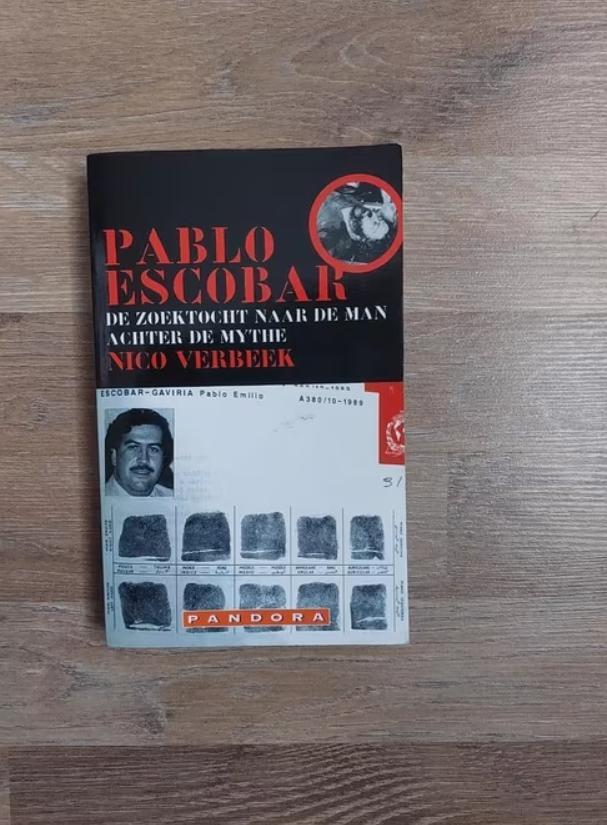 PABLO
ESCOBAR
DE ZOEKTOCHT NAAR DE MAN
ACHTER DE MYTHE
NICO VERBEEK
ESCOBAR-GAVIRIA Pablo Emilio
A380/10-1989
PANDORA